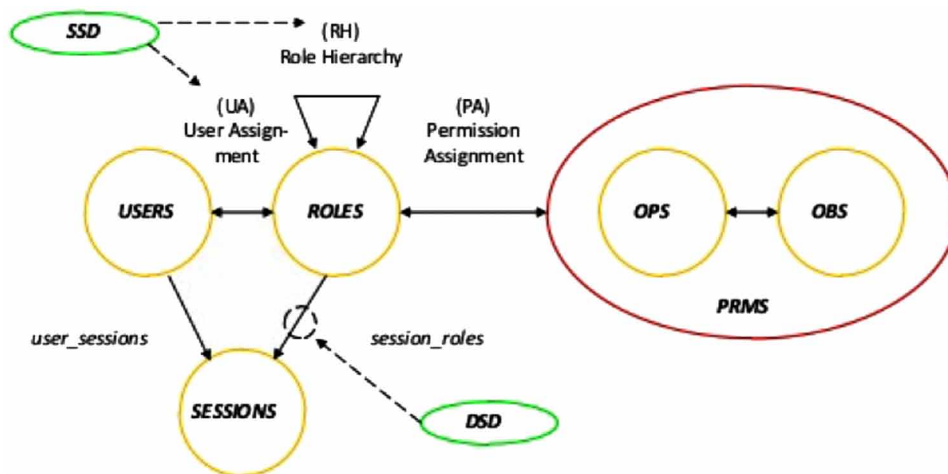 SSD
(RH)
Role Hierarchy
(UA)
User Assign-
ment
(PA)
Permission
Assignment
USERS
ROLES
OPS
OBS
PRMS
user_sessions
session_roles
SESSIONS
DSD